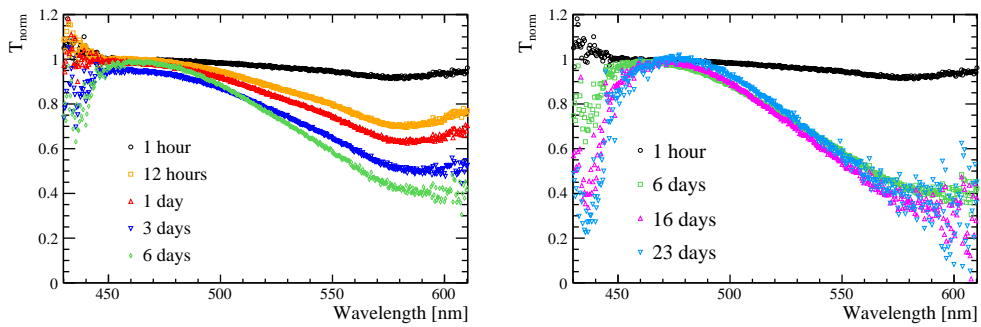 T_norm
1.2
1
0.8
0.6
0.4
0.2
0
1 hour
12 hours
1 day
3 days
6 days
450
500
550
600
Wavelength [nm]
T_norm
1.2
1
0.8
0.6
0.4
0.2
0
1 hour
6 days
16 days
23 days
450
500
550
600
Wavelength [nm]